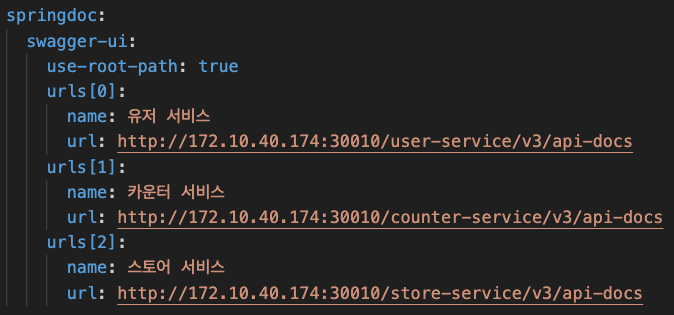 springdoc:
swagger-ui:
use-root-path: true
urls[0]:
name: 유저 서비스
url: http://172.10.40.174:30010/user-service/v3/api-docs
urls[1]:
name: 카운터 서비스
url: http://172.10.40.174:30010/counter-service/v3/api-docs
urls[2]:
name: 스토어 서비스
url: http://172.10.40.174:30010/store-service/v3/api-docs